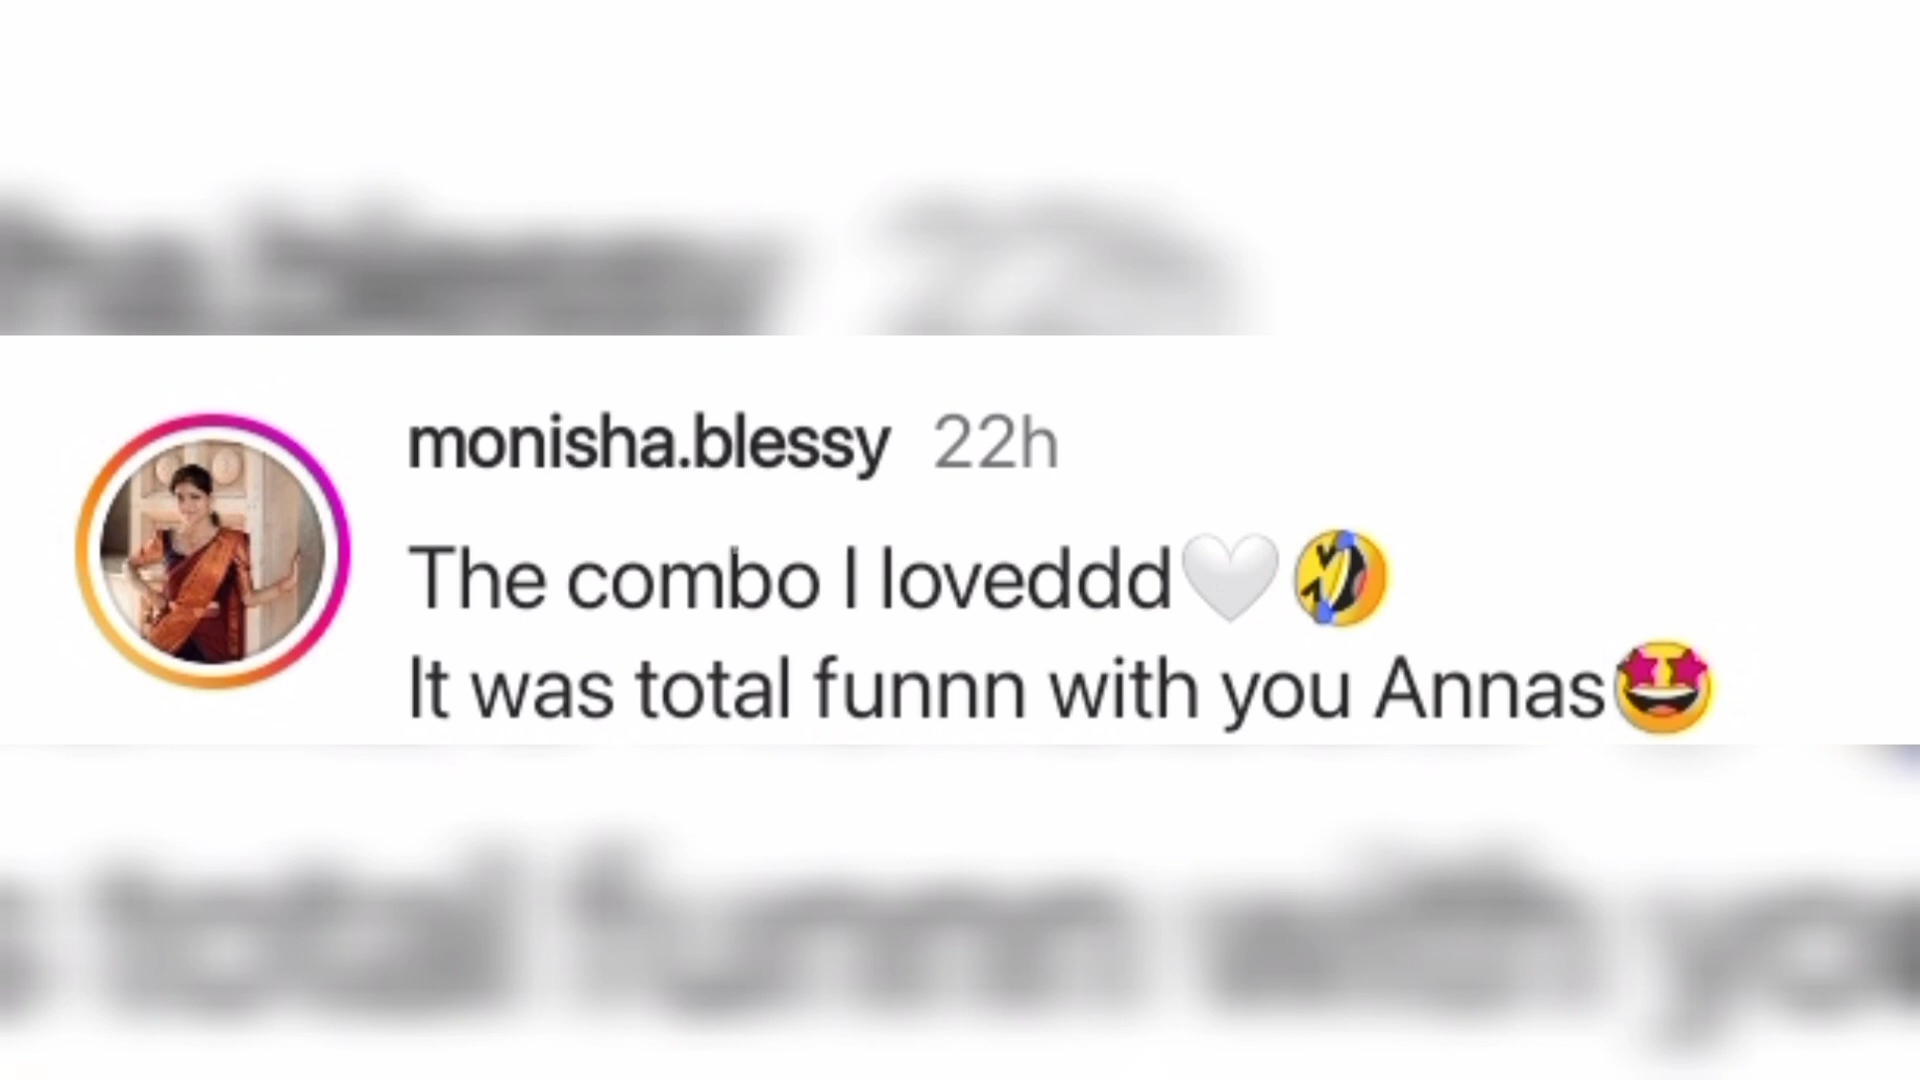 monisha.blessy 22h
The combo I loveddd🤍🤣
It was total funnn with you Annas🤩